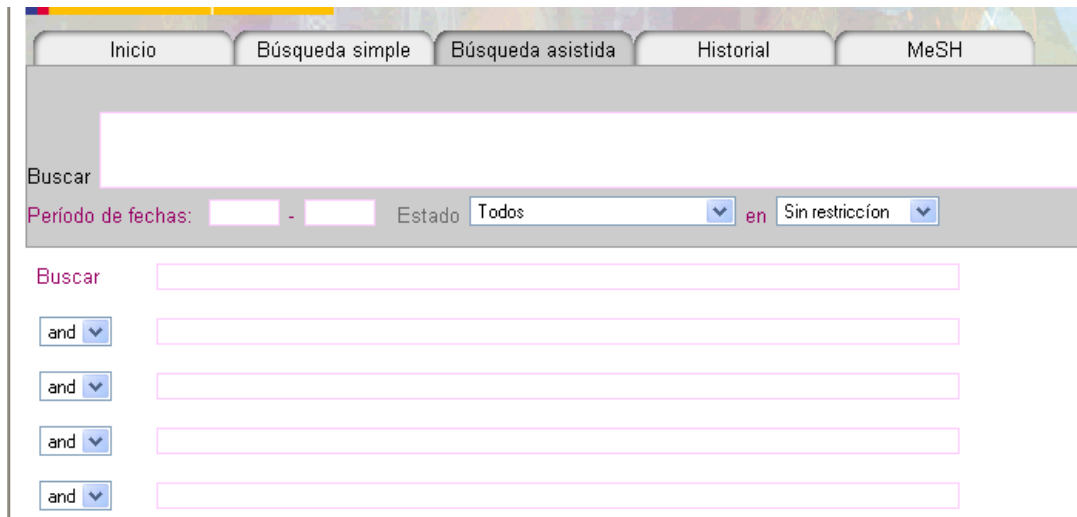 Inicio Búsqueda simple Búsqueda asistida Historial MeSH
Buscar
Período de fechas: - Estado Todos en Sin restriccíon
Buscar
and
and
and
and